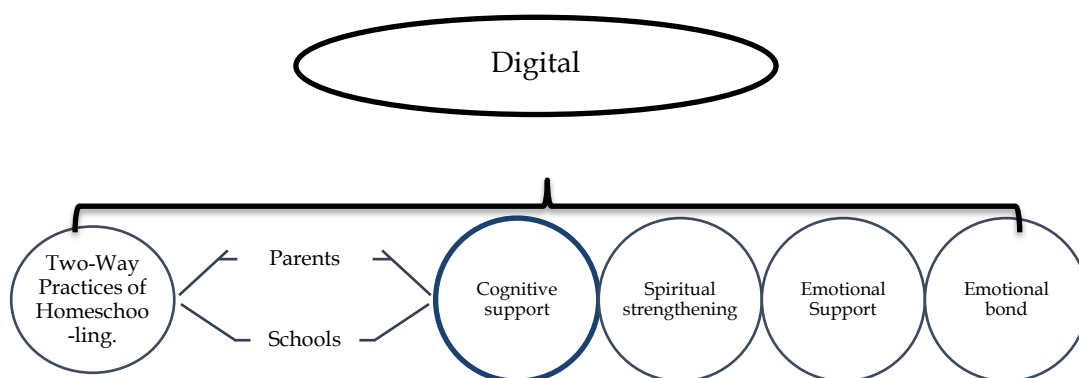 Digital
Two-Way
Practices of
Homeschoo
-ling.
Parents
Schools
Cognitive
support
Spiritual
strengthening
Emotional
Support
Emotional
bond